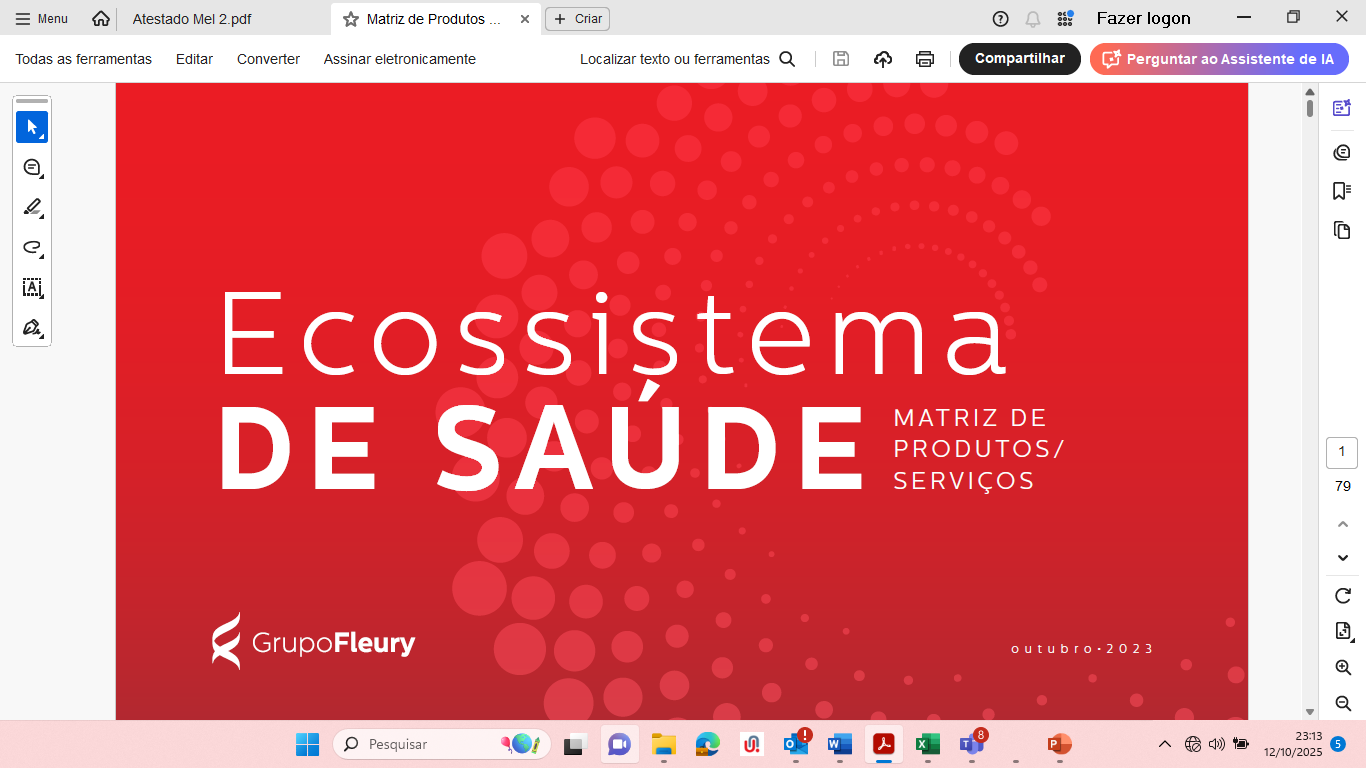 Menu
Atestado Mel 2.pdf
Matriz de Produtos ...
Criar
Fazer logon
Todas as ferramentas
Editar
Converter
Assinar eletronicamente
Localizar texto ou ferramentas
Compartilhar
Perguntar ao Assistente de IA
Ecossistema
DE SAÚDE
MATRIZ DE
PRODUTOS/
SERVIÇOS
GrupoFleury
outubro·2023
1
79
Pesquisar
8
23:13
12/10/2025
5